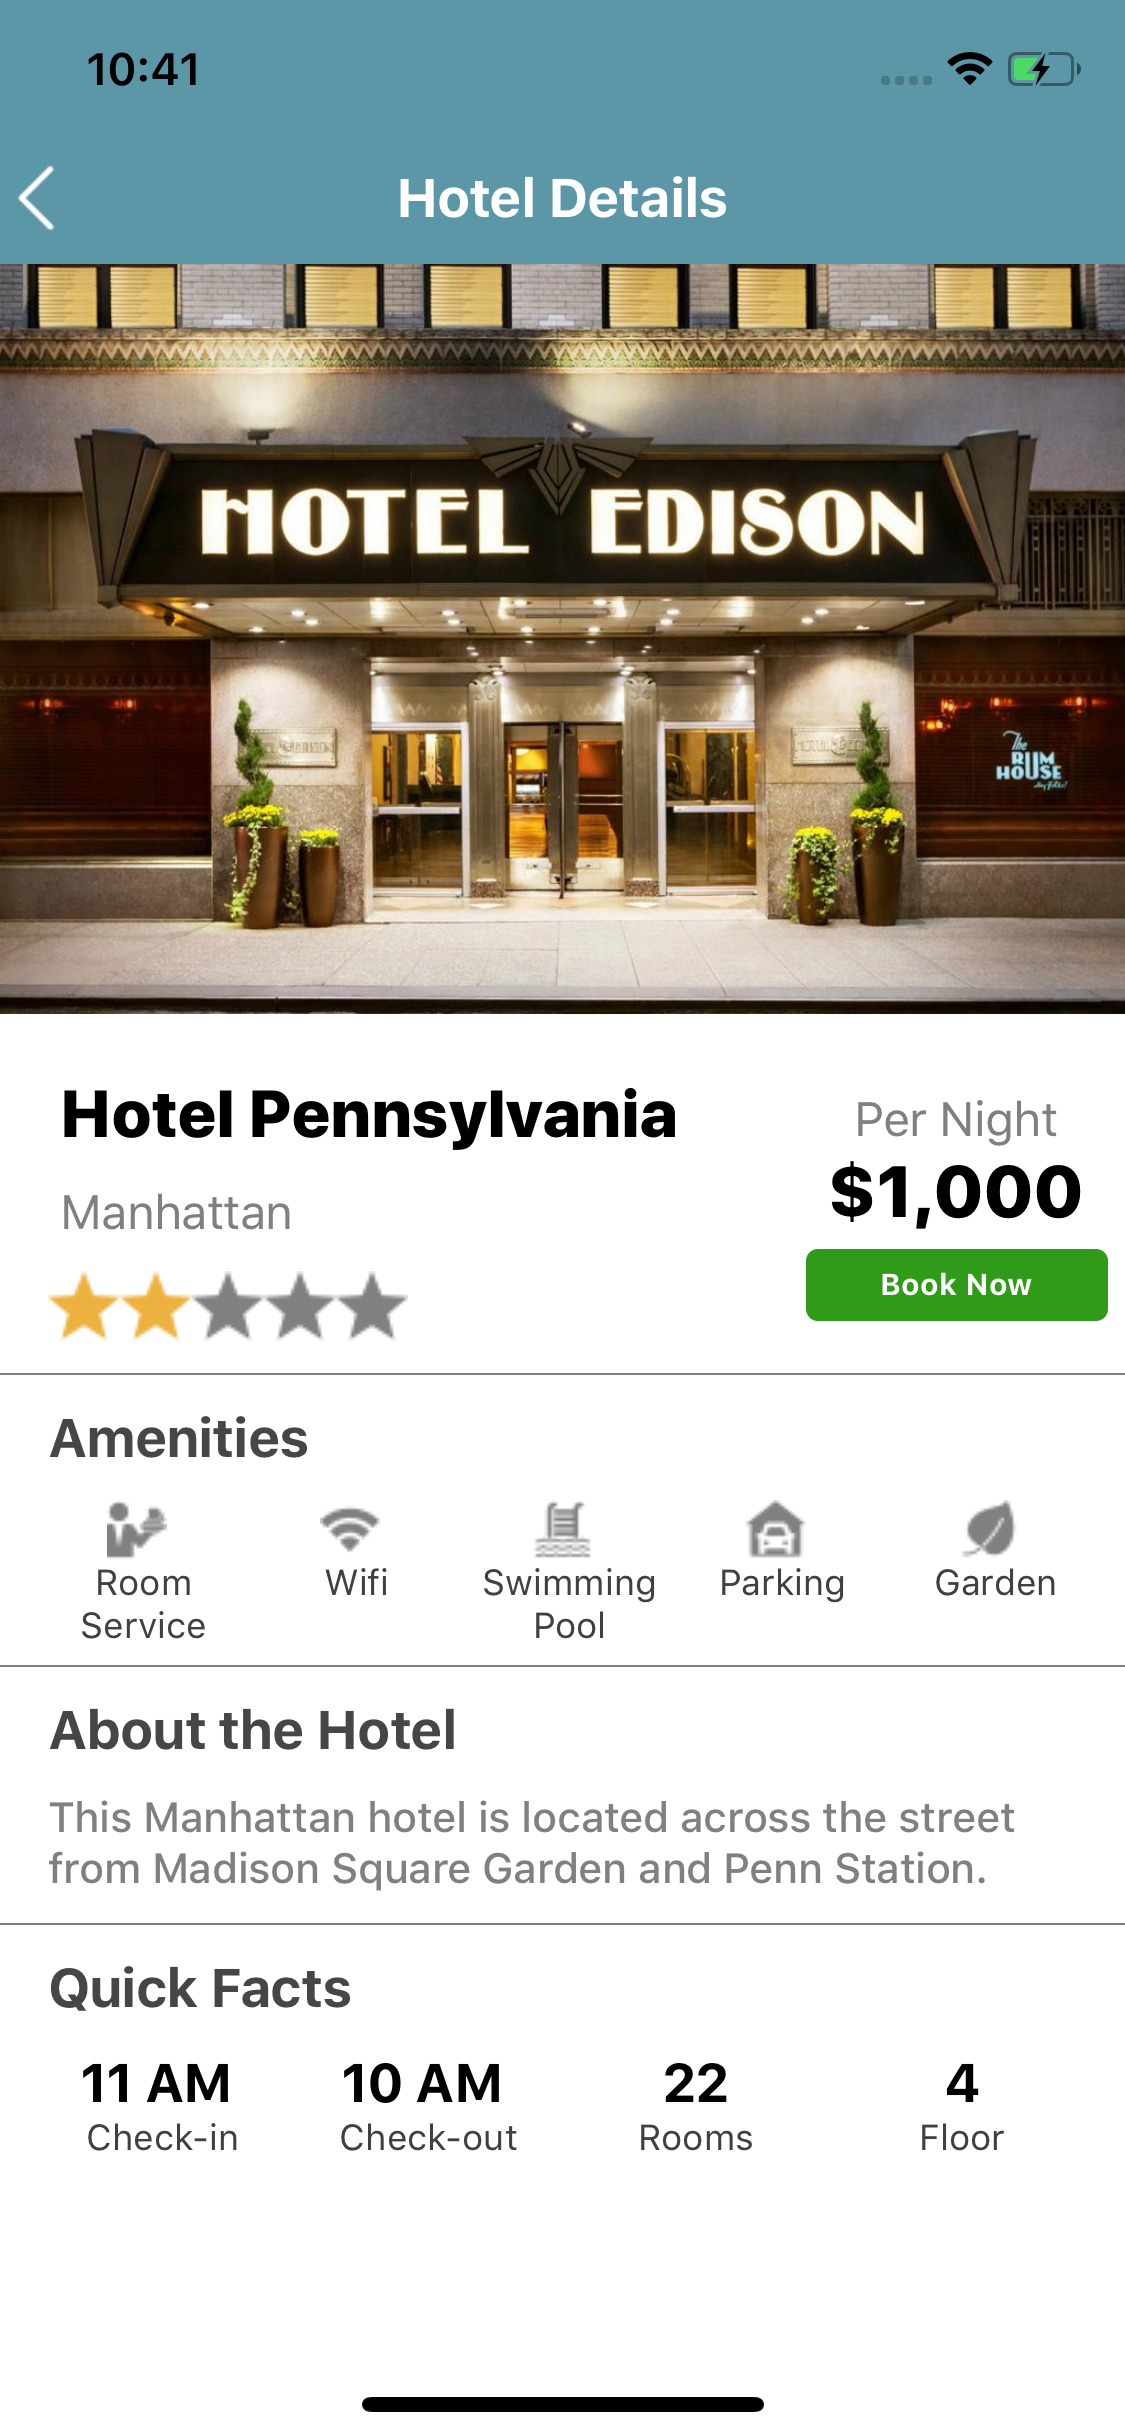 10:41
Hotel Details
HOTEL EDISON
The
RUM
HOUSE
Hotel Pennsylvania
Per Night
Manhattan
$1,000
Book Now
Amenities
Room Service
Wifi
Swimming Pool
Parking
Garden
About the Hotel
This Manhattan hotel is located across the street
from Madison Square Garden and Penn Station.
Quick Facts
11 AM
Check-in
10 AM
Check-out
22
Rooms
4
Floor